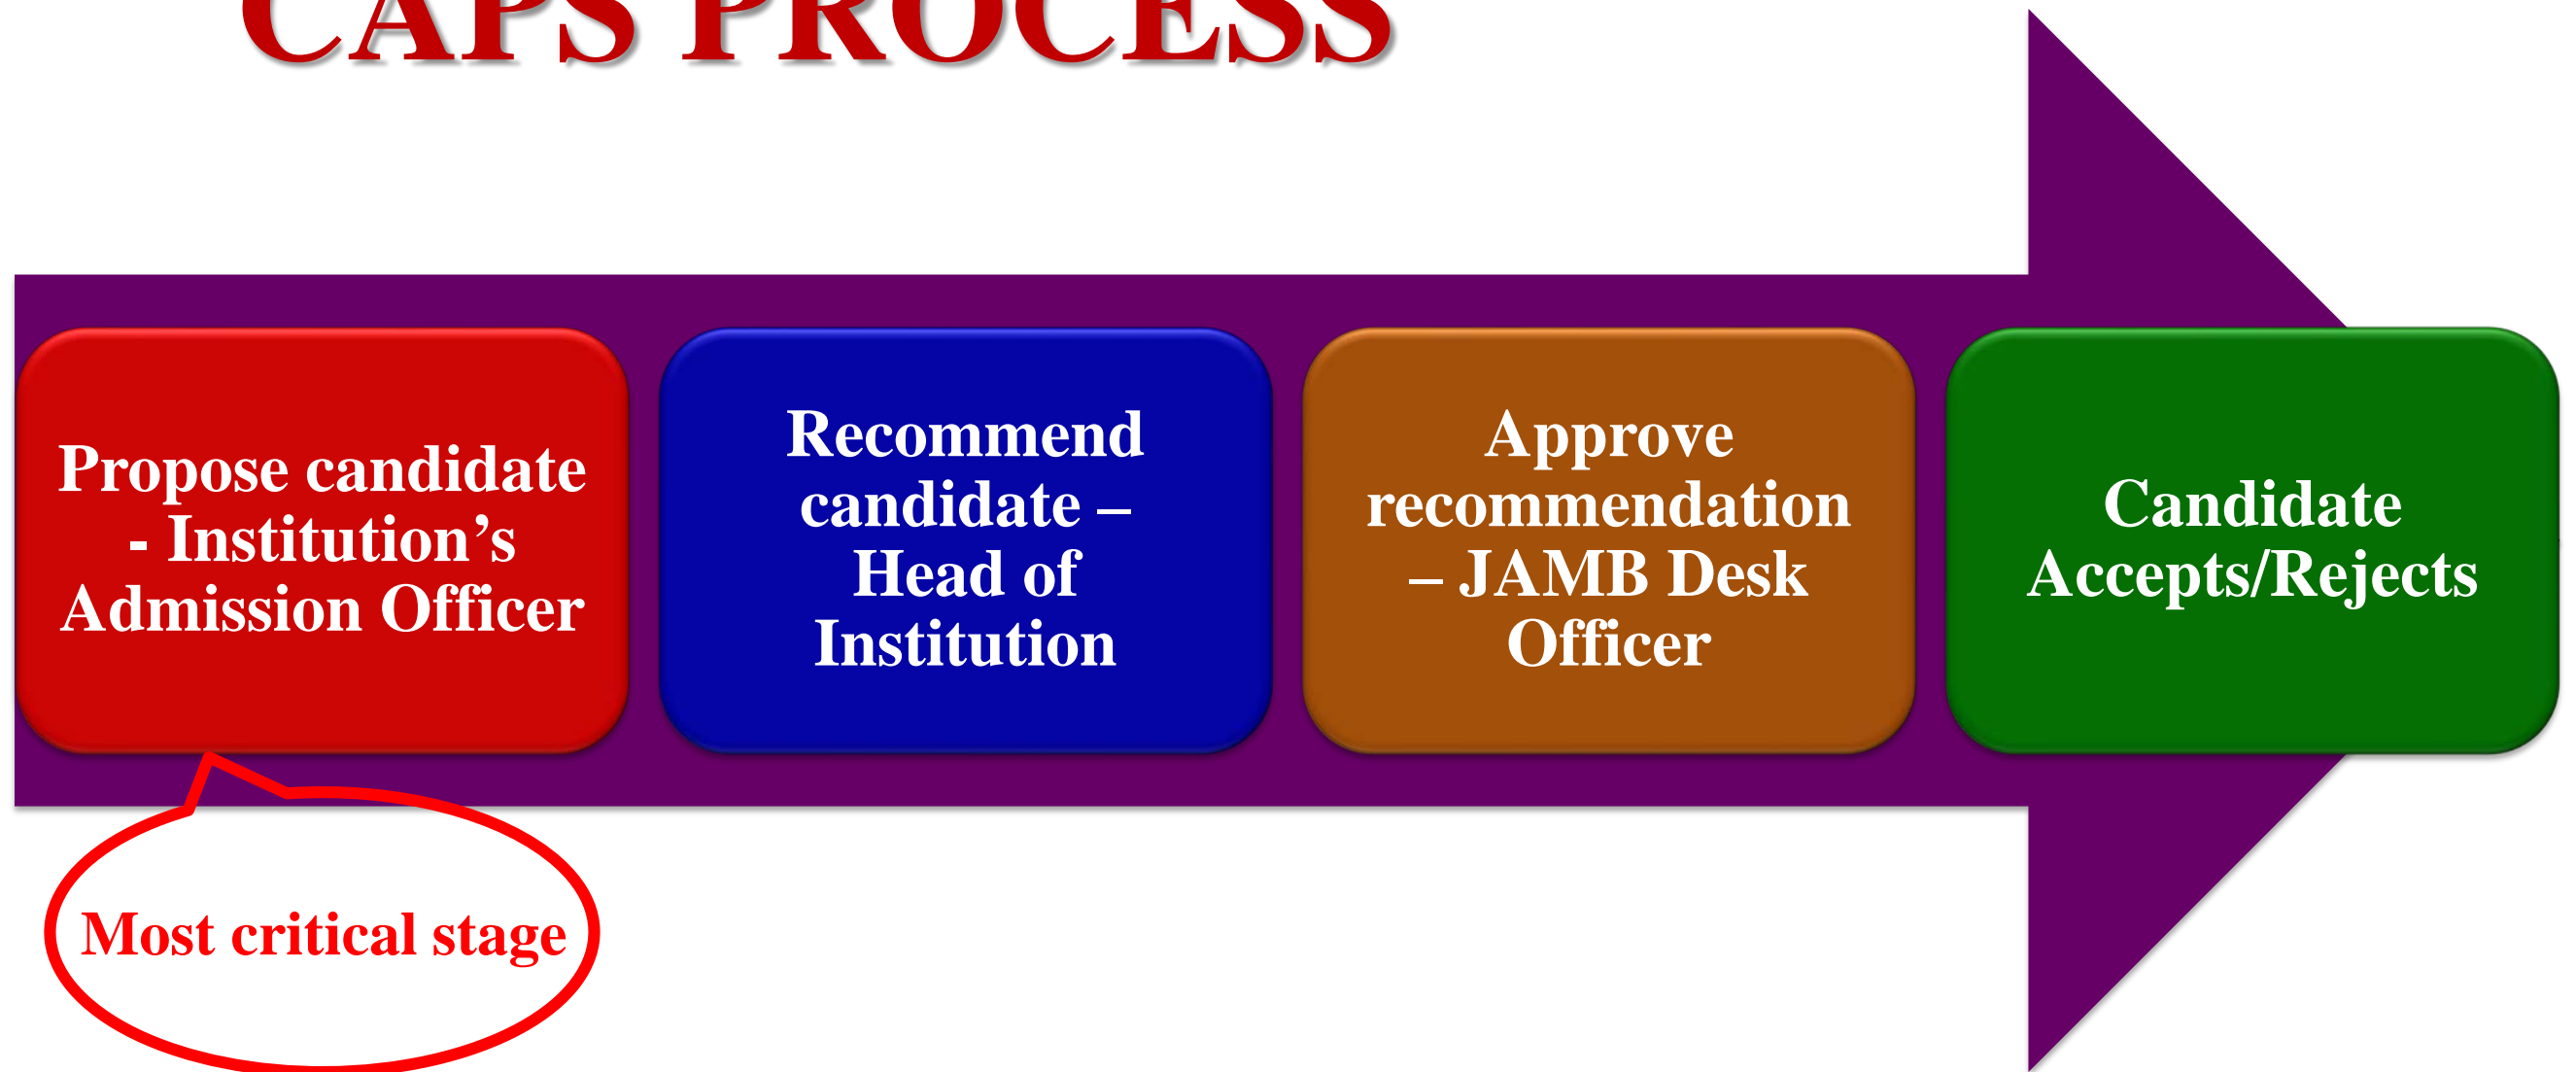 CAPS PROCESS
Propose candidate
- Institution’s
Admission Officer
Recommend
candidate –
Head of
Institution
Approve
recommendation
– JAMB Desk
Officer
Candidate
Accepts/Rejects
Most critical stage